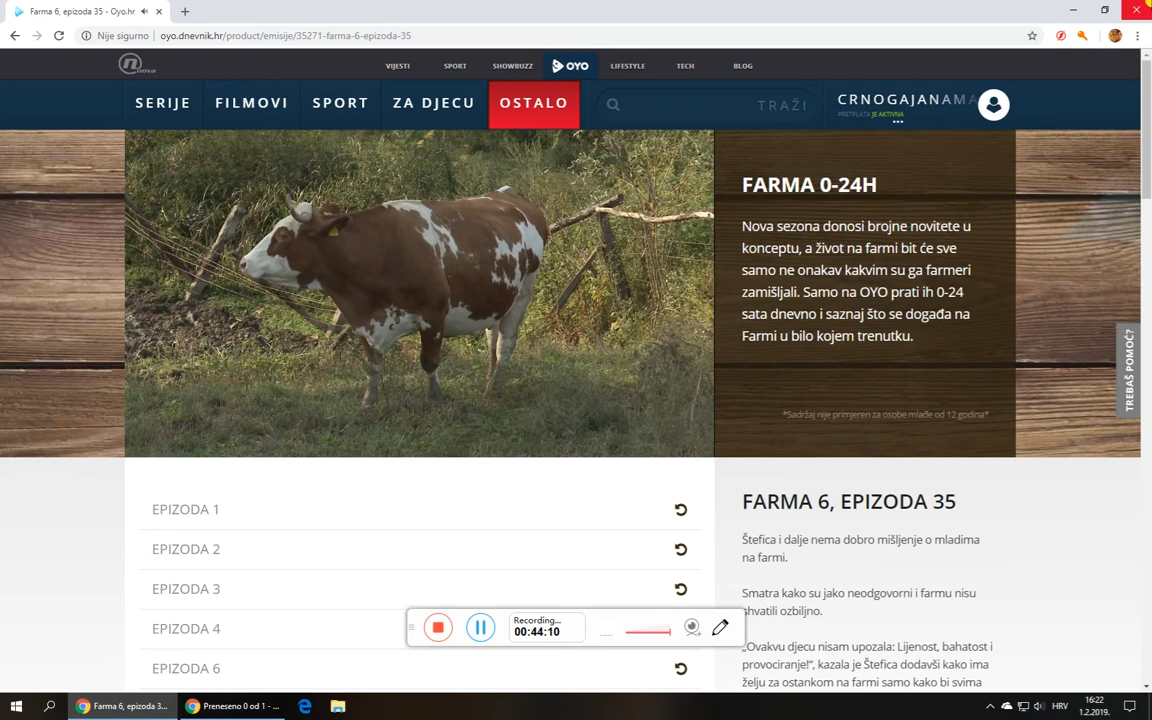 Farma 6, epizoda 35 - Oyo.hr
Nije sigurno
oyo.dnevnik.hr/product/emisije/35271-farma-6-epizoda-35
nova
VIJESTI
SPORT
SHOWBUZZ
OYO
LIFESTYLE
TECH
BLOG
SERIJE
FILMOVI
SPORT
ZA DJECU
OSTALO
TRAŽI
CRNOGAJANAMA
PRETPLATA JE AKTIVNA
FARMA 0-24H
Nova sezona donosi brojne novitete u
konceptu, a život na farmi bit će sve
samo ne onakav kakvim su ga farmeri
zamišljali. Samo na OYO prati ih 0-24
sata dnevno i saznaj što se događa na
Farmi u bilo kojem trenutku.
*Sadržaj nije primjeren za osobe mlađe od 12 godina*
TREBAŠ POMOĆ?
EPIZODA 1
EPIZODA 2
EPIZODA 3
EPIZODA 4
EPIZODA 6
FARMA 6, EPIZODA 35
Štefica i dalje nema dobro mišljenje o mladima
na farmi.
Smatra kako su jako neodgovorni i farmu nisu
shvatili ozbiljno.
„Ovakvu djecu nisam upozala: Lijenost, bahatost i
provociranje!“, kazala je Štefica dodavši kako ima
želju za ostankom na farmi samo kako bi svima
Recording...
00:44:10
Farma 6, epizoda 3...
Preneseno 0 od 1 - ...
HRV
16:22
1.2.2019.